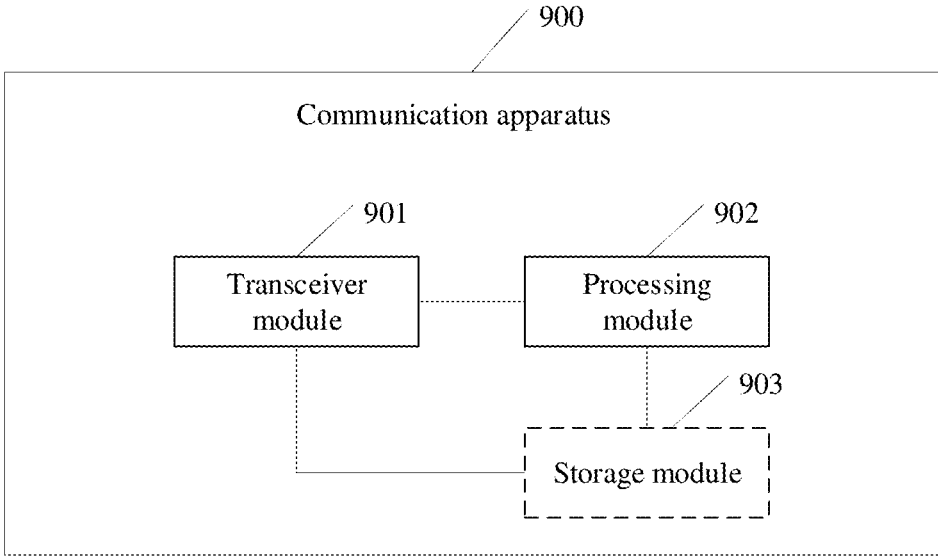 900
Communication apparatus
901
902
Transceiver
module
Processing
module
903
Storage module